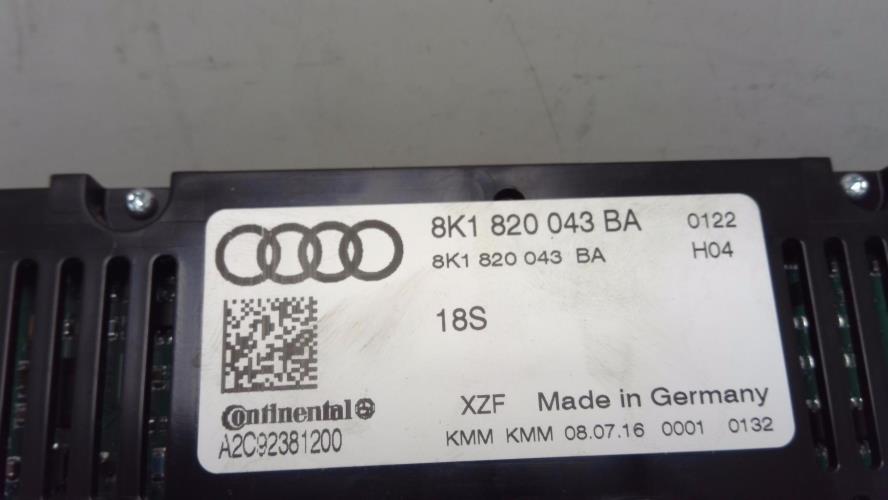 8K1 820 043 BA 0122
8K1 820 043 BA H04
18S
Continental
XZF Made in Germany
A2C92381200
KMM KMM 08.07.16 0001 0132